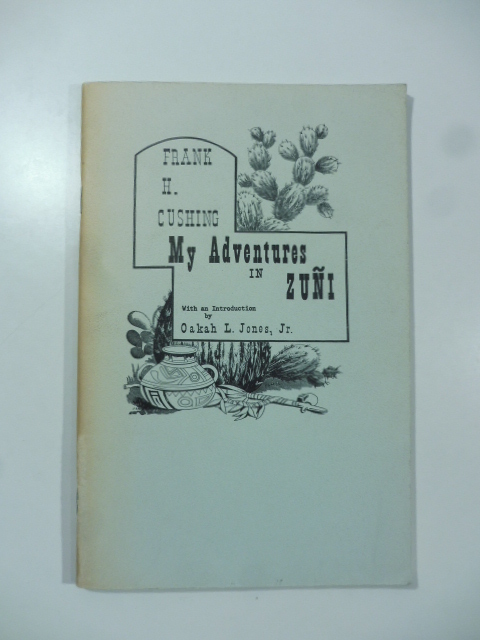 FRANK
H.
CUSHING
My Adventures
IN
ZUÑI
With an Introduction
by
Oakah L. Jones, Jr.